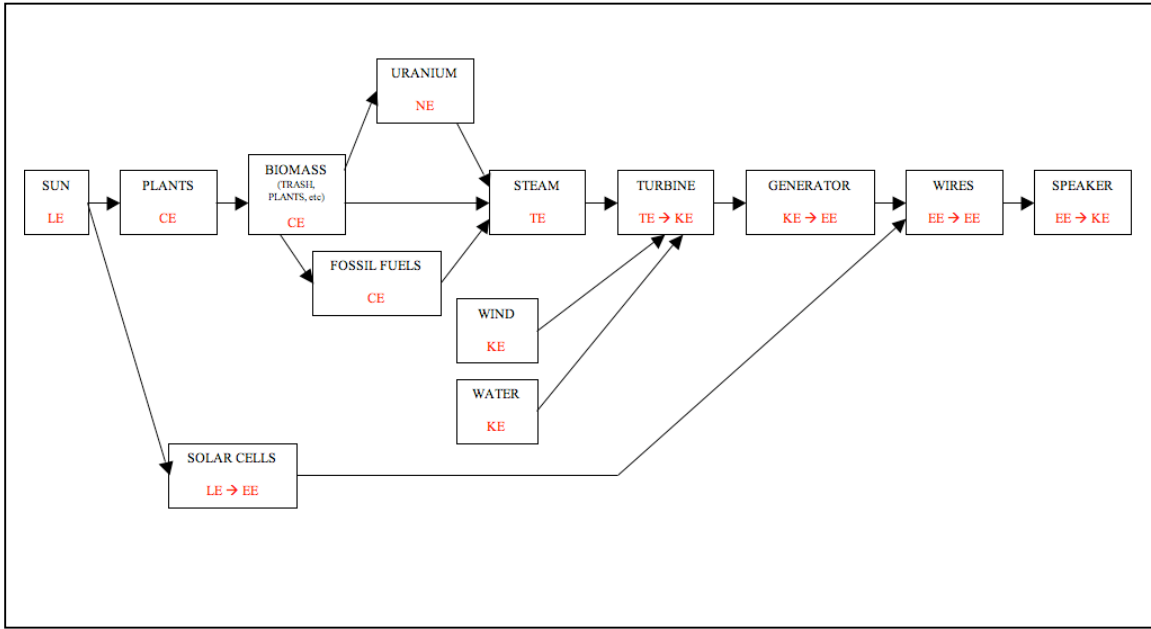 URANIUM
NE
SUN
LE
PLANTS
CE
BIOMASS
(TRASH,
PLANTS, etc)
CE
STEAM
TE
TURBINE
TE → KE
GENERATOR
KE → EE
WIRES
EE → EE
SPEAKER
EE → KE
FOSSIL FUELS
CE
WIND
KE
WATER
KE
SOLAR CELLS
LE → EE